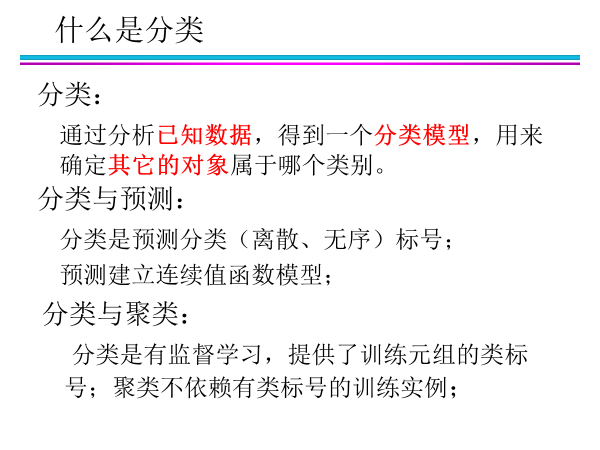 什么是分类
分类：
通过分析已知数据，得到一个分类模型，用来
确定其它的对象属于哪个类别。
分类与预测：
分类是预测分类（离散、无序）标号；
预测建立连续值函数模型；
分类与聚类：
分类是有监督学习，提供了训练元组的类标
号；聚类不依赖有类标号的训练实例；